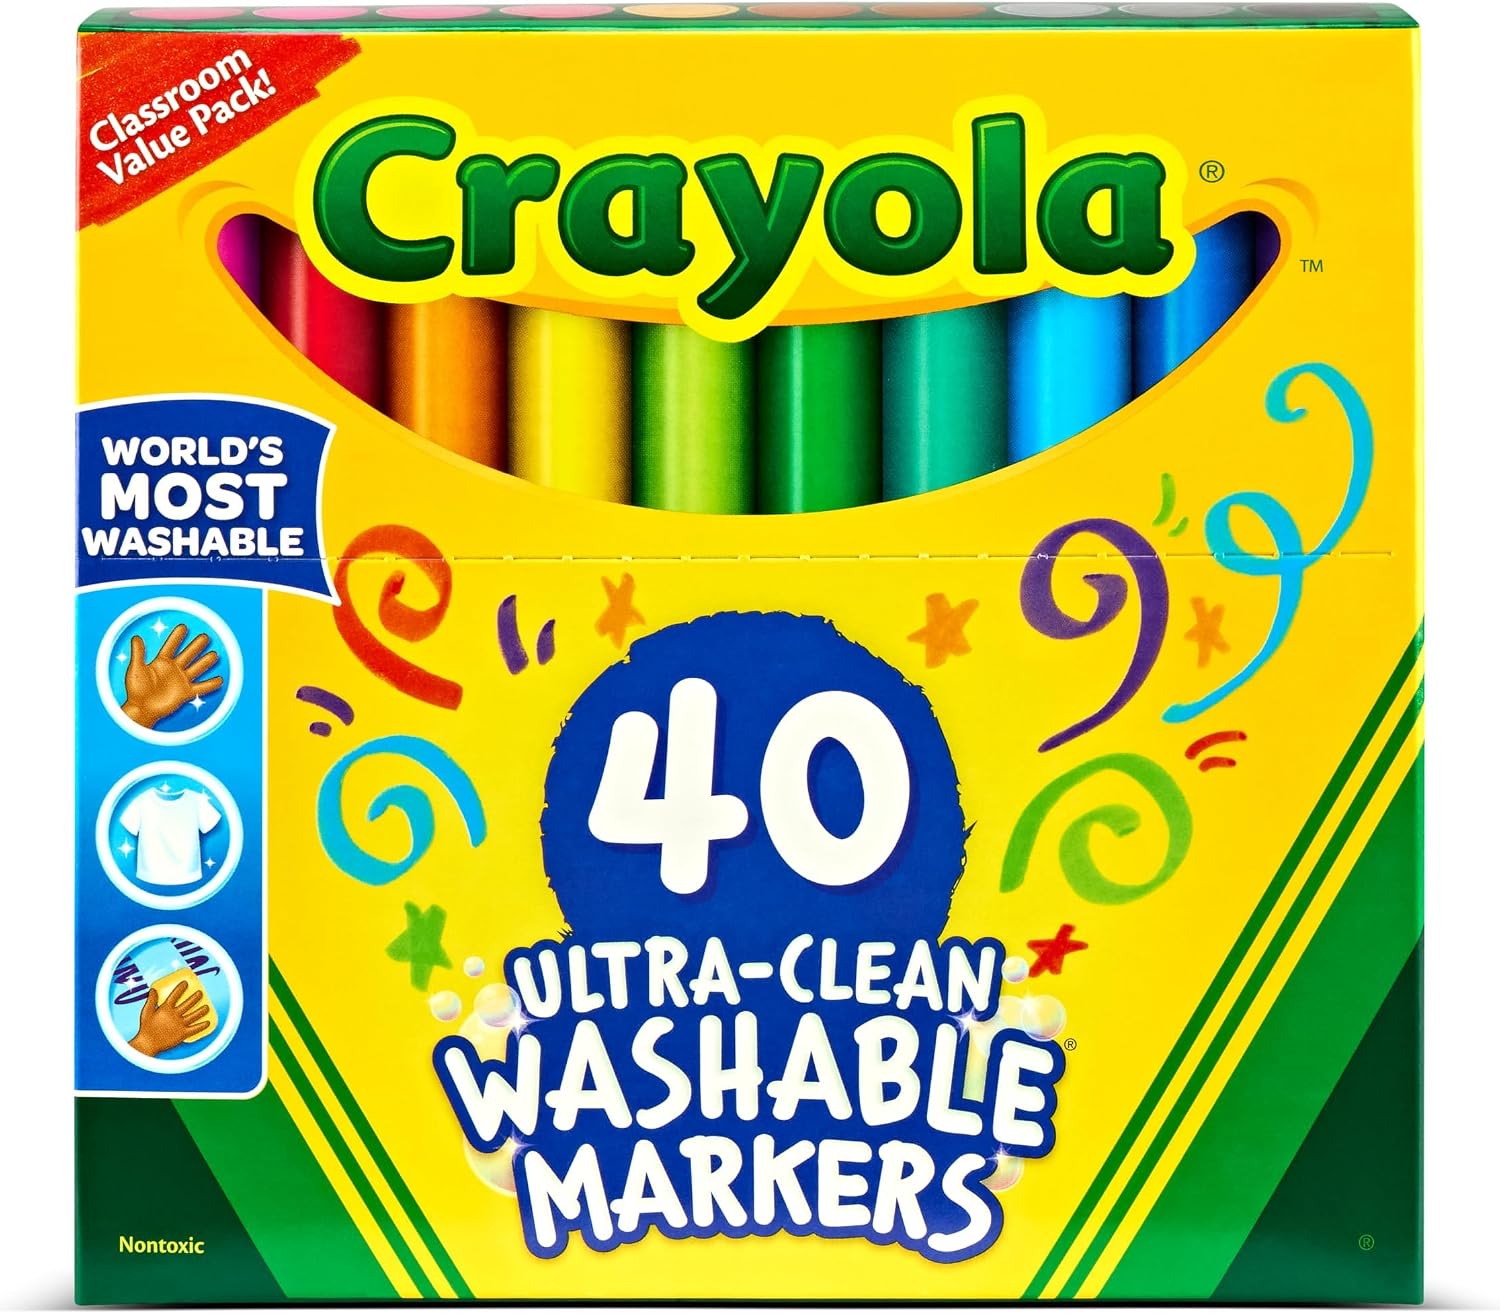 Classroom
Value Pack!
Crayola®
™
WORLD'S
MOST
WASHABLE
40
ULTRA-CLEAN
WASHABLE®
MARKERS
Nontoxic
®